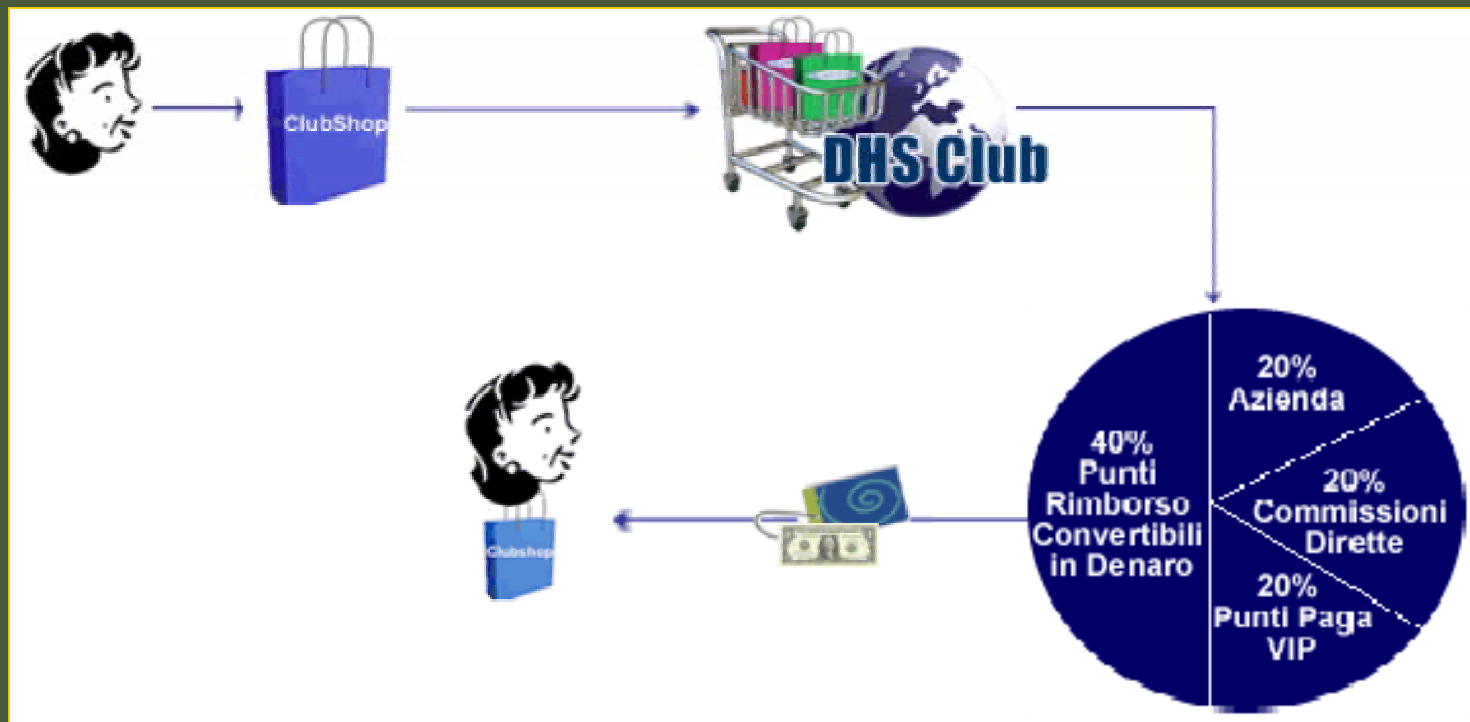 ClubShop
DHS Club
20%
Azienda
40%
Punti
Rimborso
Convertibili
in Denaro
20%
Commissioni
Dirette
20%
Punti Paga
VIP
Clubshop